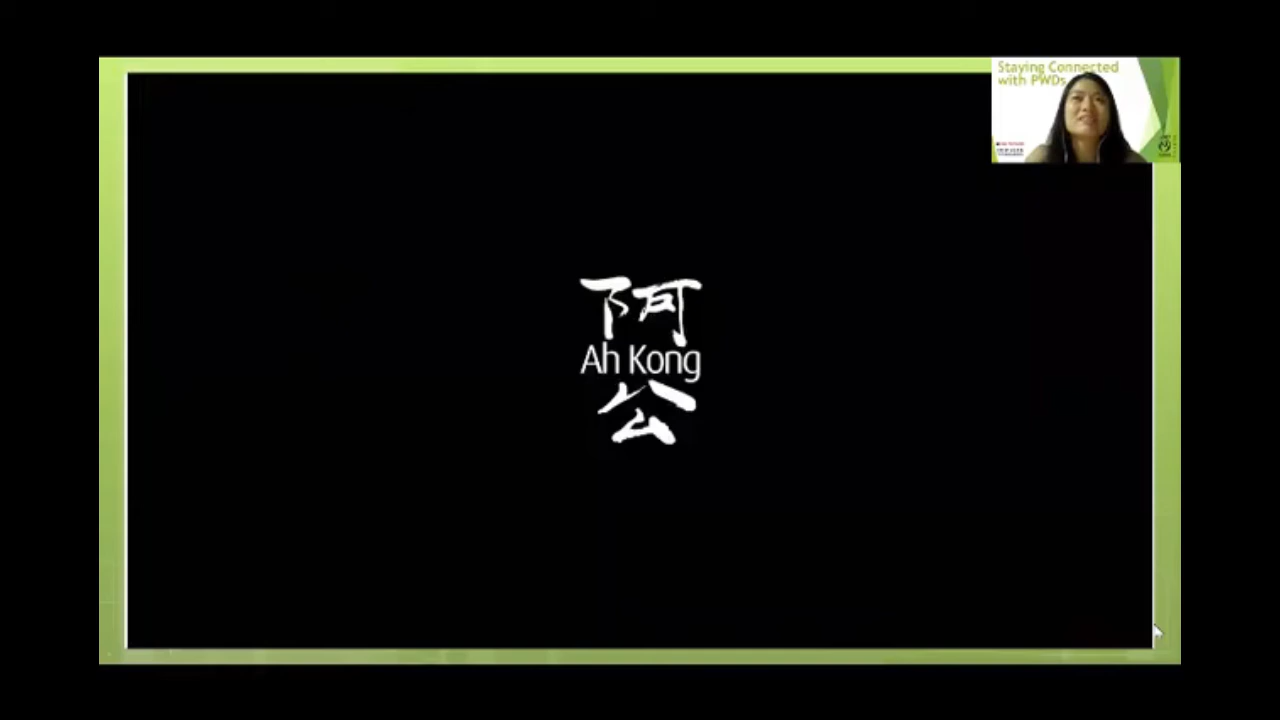 阿
Ah Kong
公
Staying Connected
with PWDs